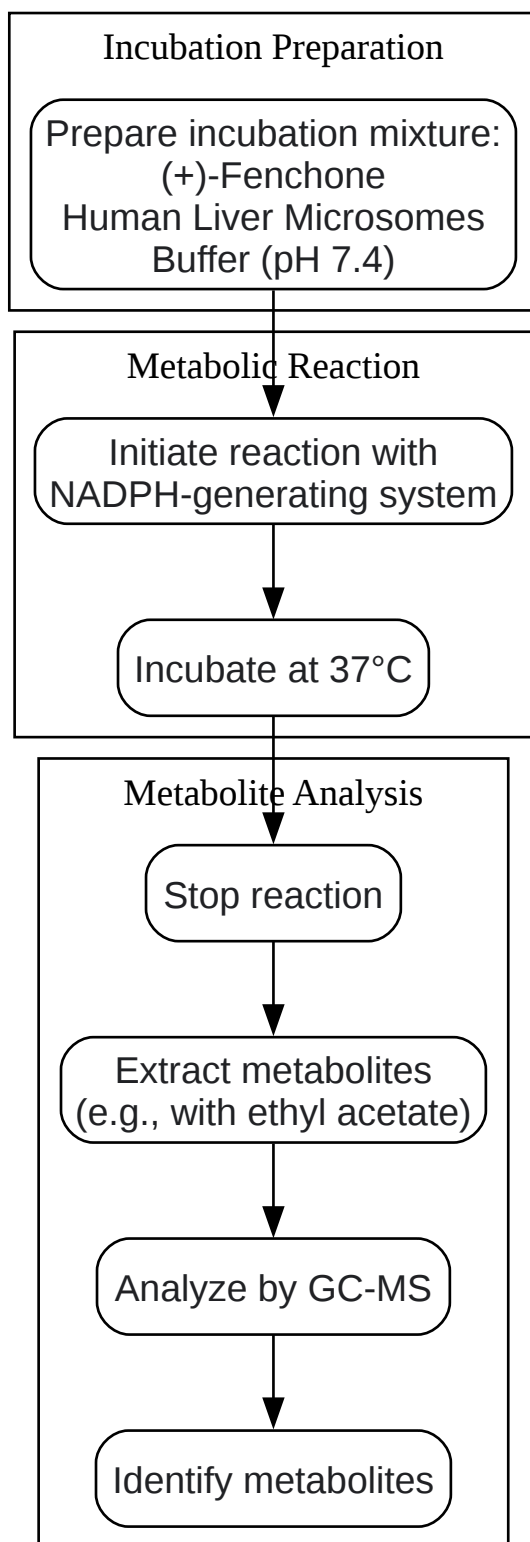 Incubation Preparation
Prepare incubation mixture:
(+)-Fenchone
Human Liver Microsomes
Buffer (pH 7.4)
Metabolic Reaction
Initiate reaction with
NADPH-generating system
Incubate at 37°C
Metabolite Analysis
Stop reaction
Extract metabolites
(e.g., with ethyl acetate)
Analyze by GC-MS
Identify metabolites